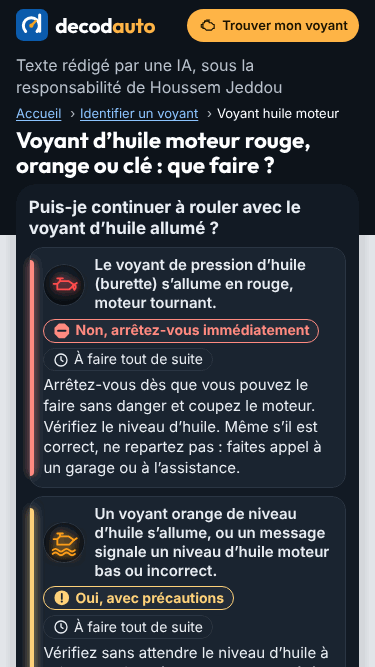 decodauto
Trouver mon voyant
Texte rédigé par une IA, sous la
responsabilité de Houssem Jeddou
Accueil › Identifier un voyant › Voyant huile moteur
Voyant d’huile moteur rouge,
orange ou clé : que faire ?
Puis-je continuer à rouler avec le
voyant d’huile allumé ?
Le voyant de pression d’huile
(burette) s’allume en rouge,
moteur tournant.
Non, arrêtez-vous immédiatement
À faire tout de suite
Arrêtez-vous dès que vous pouvez le
faire sans danger et coupez le moteur.
Vérifiez le niveau d’huile. Même s’il est
correct, ne repartez pas : faites appel à
un garage ou à l’assistance.
Un voyant orange de niveau
d’huile s’allume, ou un message
signale un niveau d’huile moteur
bas ou incorrect.
Oui, avec précautions
À faire tout de suite
Vérifiez sans attendre le niveau d’huile à